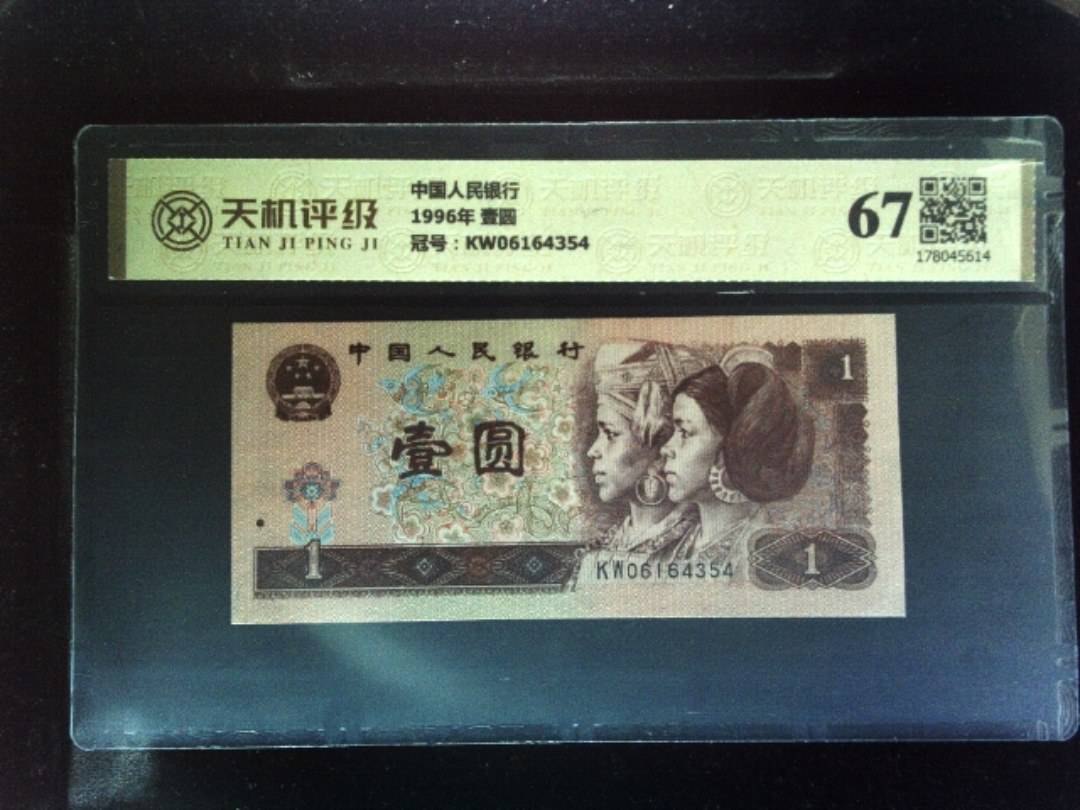 天机评级
TIAN JI PING JI
中国人民银行
1996年 壹圆
冠号：KW06164354
67
178045614
中国人民银行
1
壹圆
1
KW06164354
1